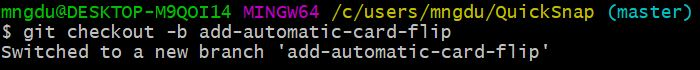 mngdu@DESKTOP-M9QOI14 MINGW64 /c/users/mngdu/QuickSnap (master)
$ git checkout -b add-automatic-card-flip
Switched to a new branch 'add-automatic-card-flip'